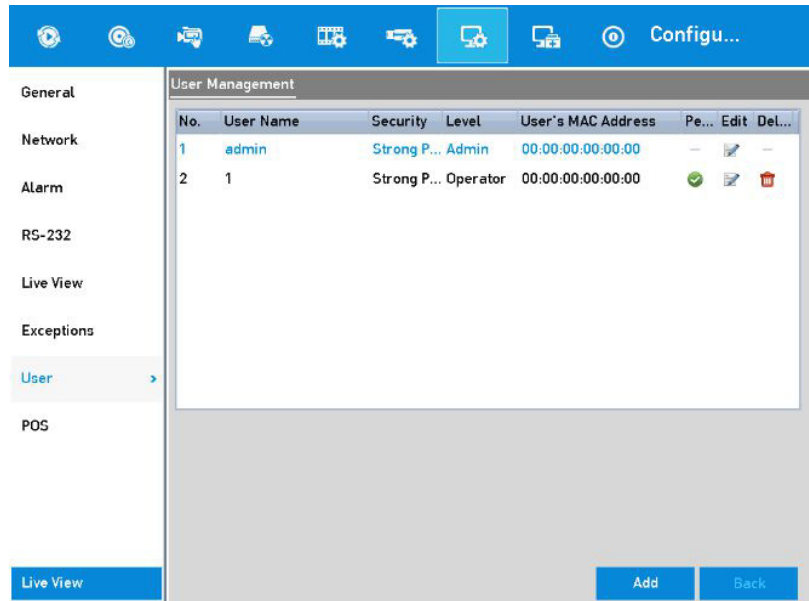 Configu...
General
Network
Alarm
RS-232
Live View
Exceptions
User
POS
Live View
User Management
No. User Name Security Level User's MAC Address Pe... Edit Del...
1 admin Strong P... Admin 00:00:00:00:00:00 — —
2 1 Strong P... Operator 00:00:00:00:00:00
Add Back